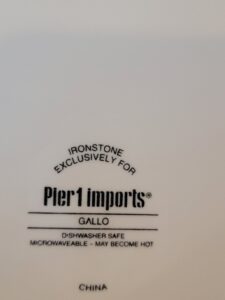 IRONSTONE
EXCLUSIVELY FOR
Pier 1 imports®
GALLO
DISHWASHER SAFE
MICROWAVEABLE - MAY BECOME HOT
CHINA